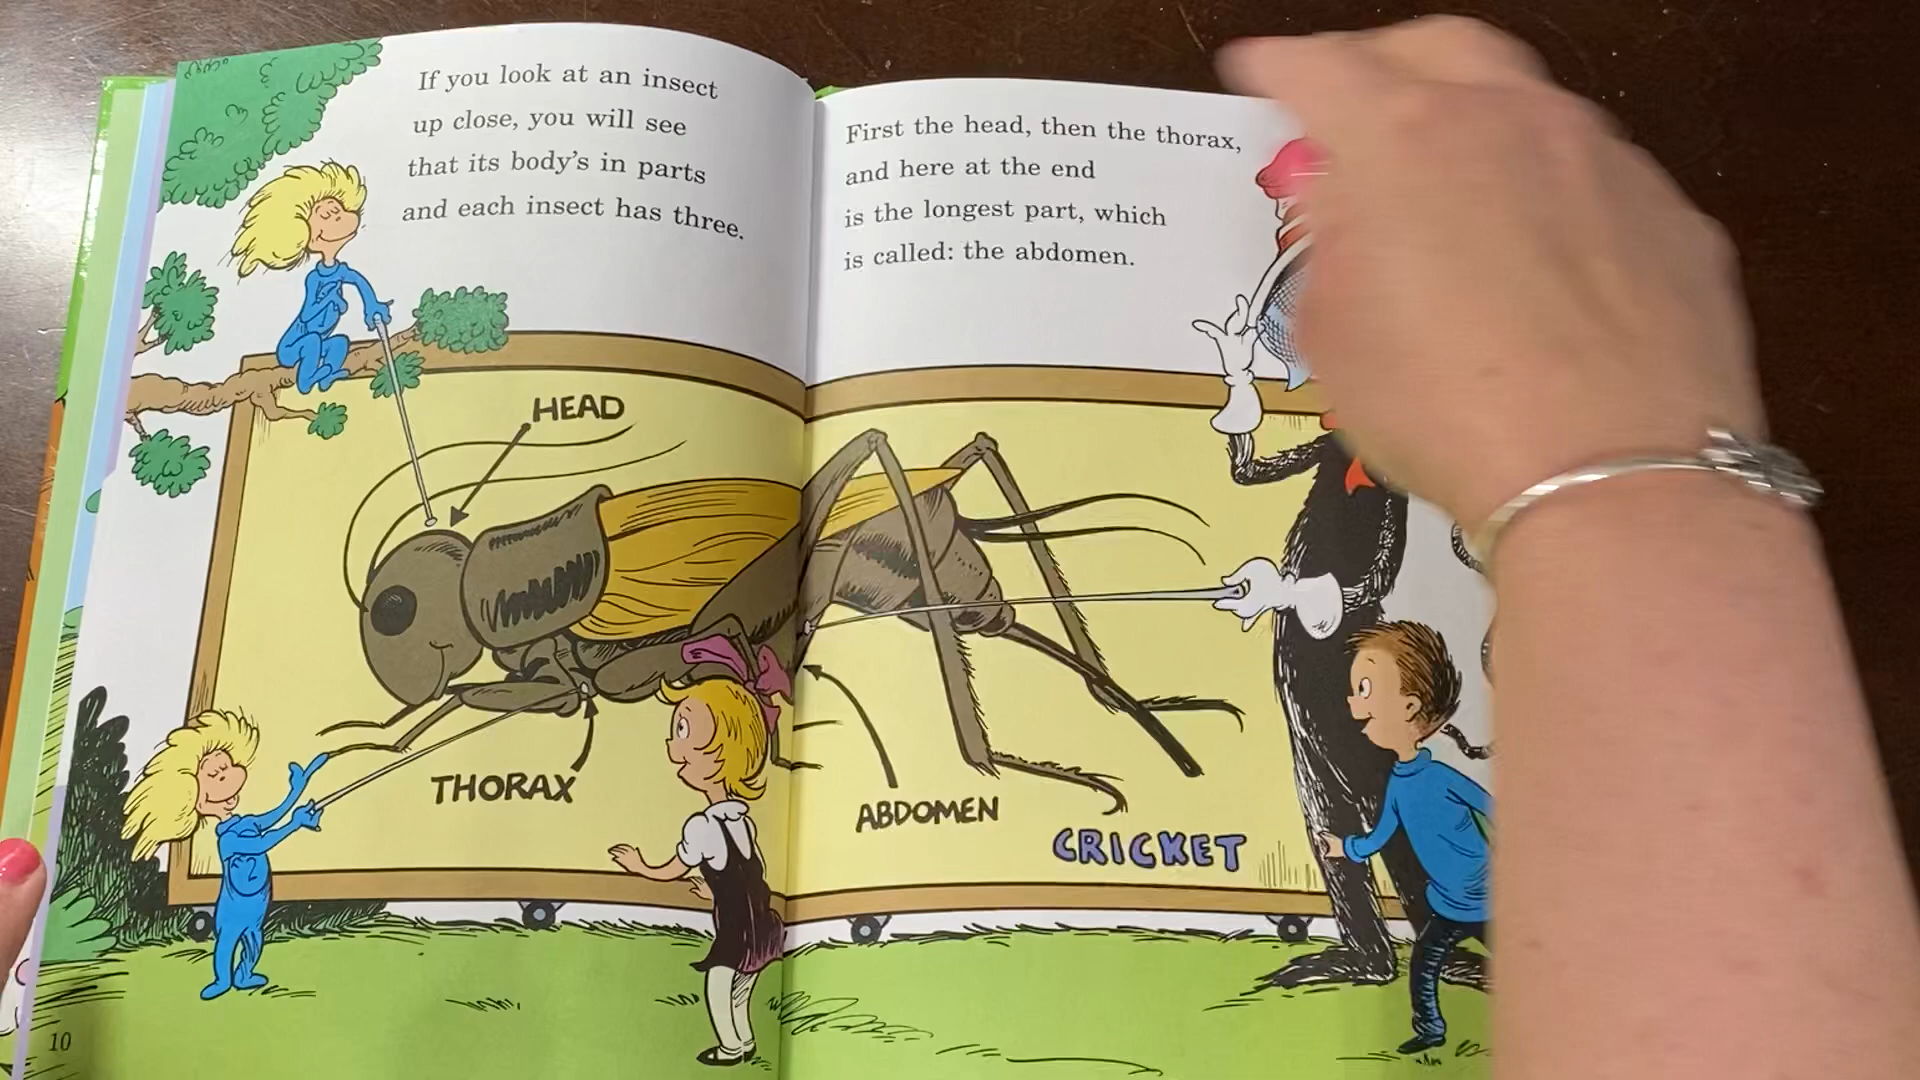 If you look at an insect
up close, you will see
that its body's in parts
and each insect has three.
First the head, then the thorax,
and here at the end
is the longest part, which
is called: the abdomen.
HEAD
THORAX
ABDOMEN
CRICKET
2
10